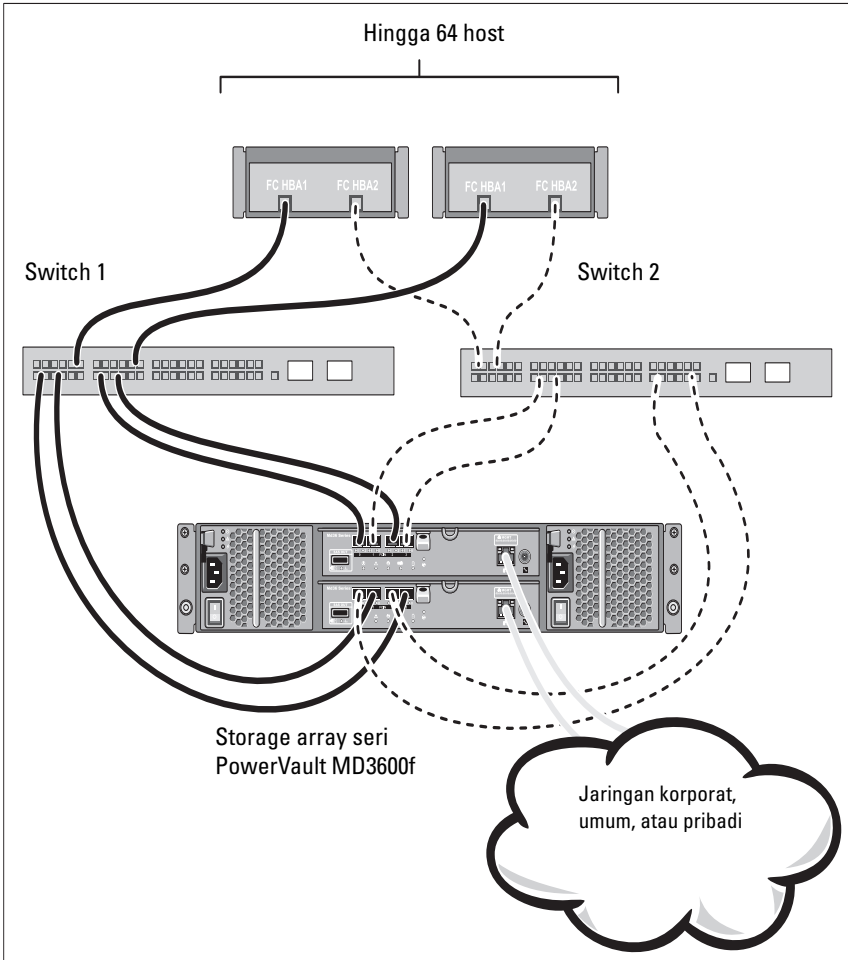 Hingga 64 host
FC HBA1
FC HBA2
FC HBA1
FC HBA2
Switch 1
Switch 2
Storage array seri
PowerVault MD3600f
Jaringan korporat,
umum, atau pribadi